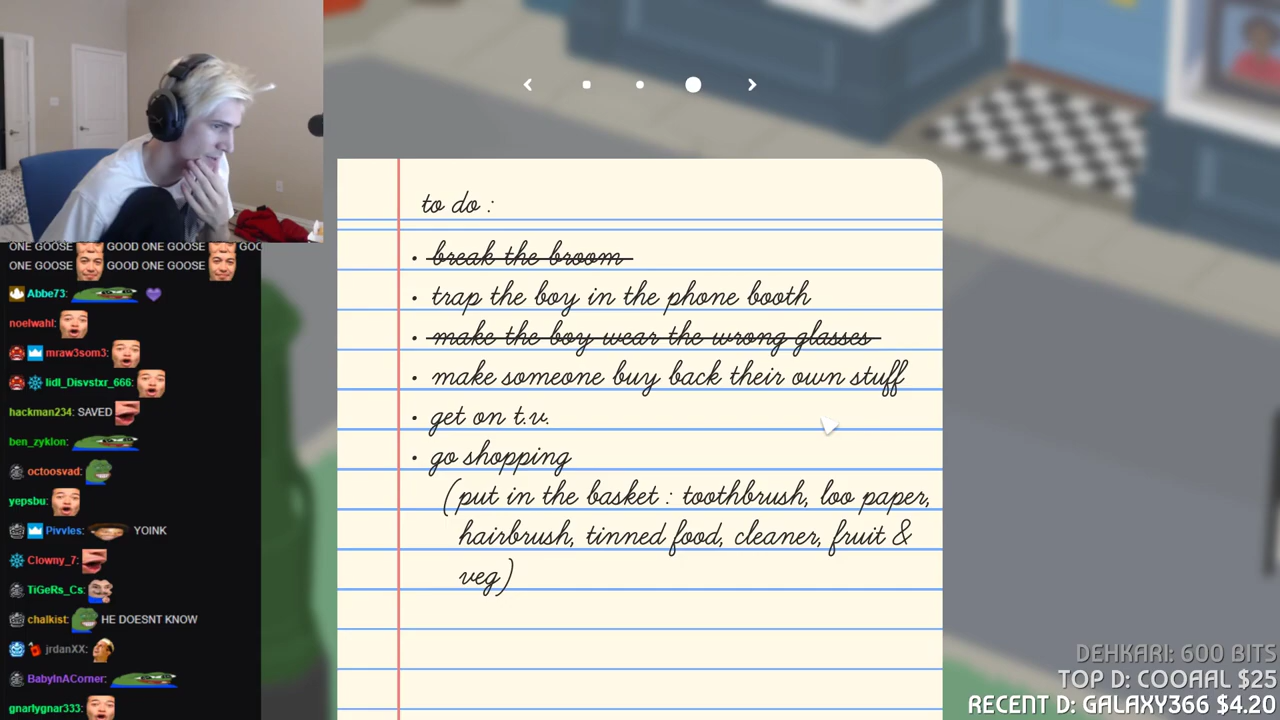 to do :
• break the broom
• trap the boy in the phone booth
• make the boy wear the wrong glasses
• make someone buy back their own stuff
• get on t.v.
• go shopping
(put in the basket : toothbrush, loo paper,
hairbrush, tinned food, cleaner, fruit &
veg)
ONE GOOSE GOOD ONE GOOSE GOO
ONE GOOSE GOOD ONE GOOSE
Abbe73:
noelwahl:
mraw3som3:
lidl_Disvstxr_666:
hackman234: SAVED
ben_zyklon:
octoosvad:
yepsbu:
Pivvles: YOINK
Clowny_7:
TiGeRs_Cs:
chalkist: HE DOESNT KNOW
jrdanXX:
BabyInACorner:
gnarlygnar333:
DEHKARI: 600 BITS
TOP D: COOAAL $25
RECENT D: GALAXY366 $4.20